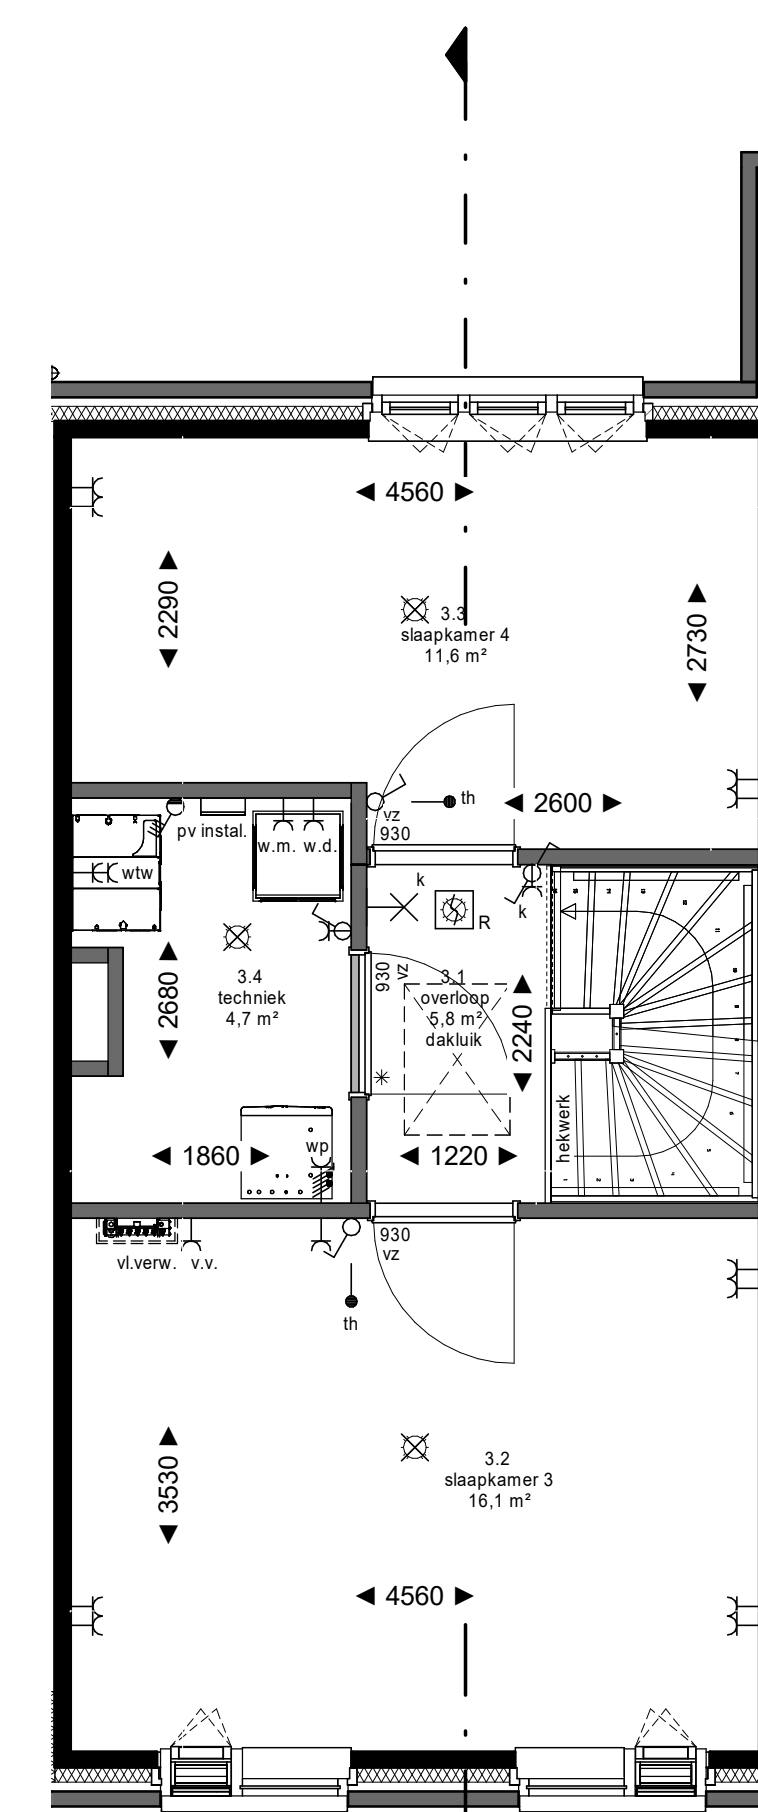 4560
2290
2730
3.3
slaapkamer 4
11,6 m²
2600
th
vz
930
pv instal.
w.m. w.d.
wtw
k
k
R
930
vz
3.4
techniek
4,7 m²
2680
3.1
overloop
5,8 m²
dakluik
2240
hekwerk
1860
wp
1220
930
vz
vl.verw. v.v.
th
3530
3.2
slaapkamer 3
16,1 m²
4560